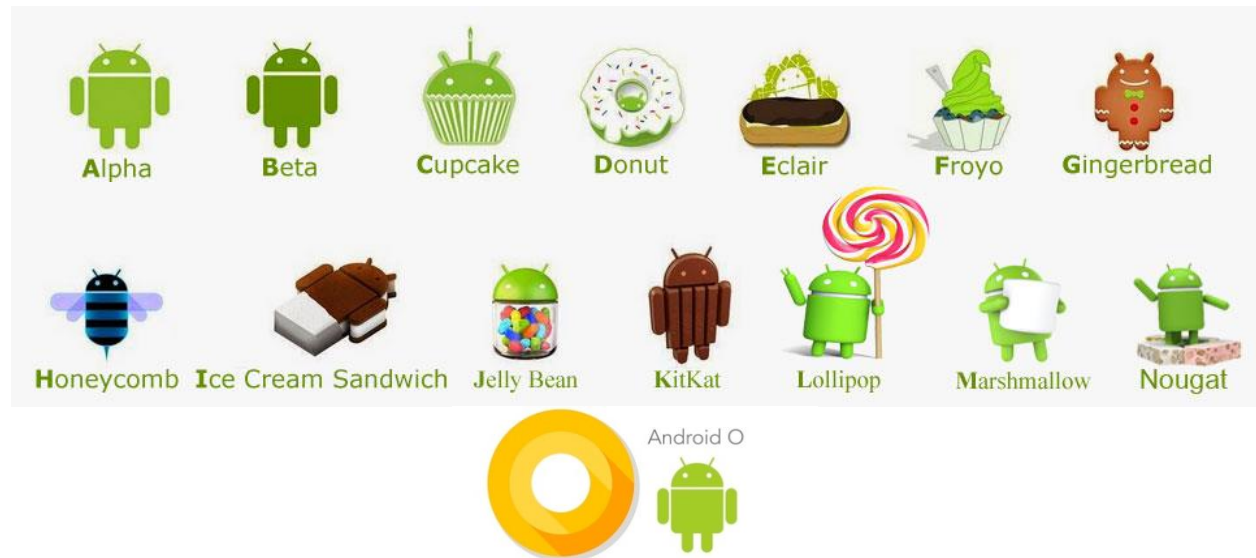 Alpha Beta Cupcake Donut Eclair Froyo Gingerbread
Honeycomb Ice Cream Sandwich Jelly Bean KitKat Lollipop Marshmallow Nougat
Android O